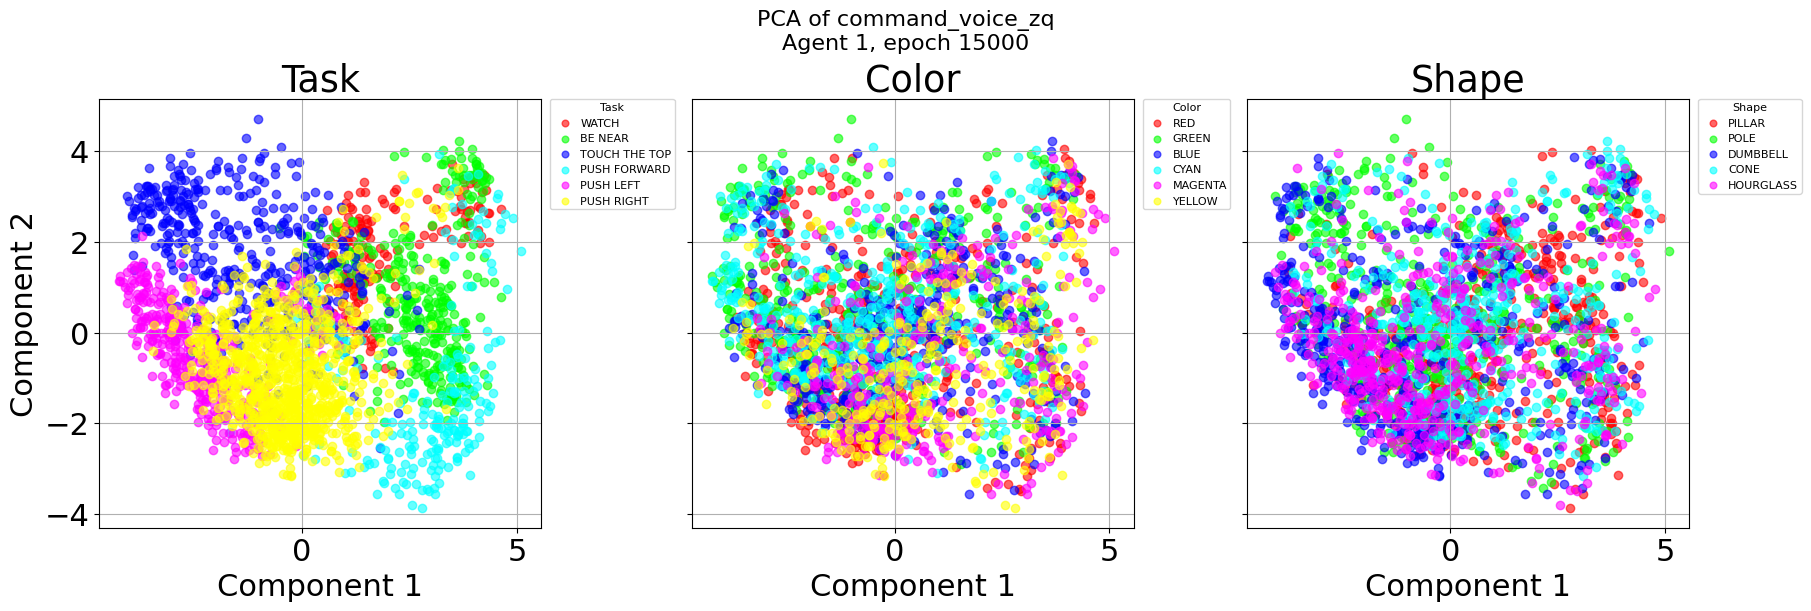 PCA of command_voice_zq
Agent 1, epoch 15000
Task
Color
Shape
Task
WATCH
BE NEAR
TOUCH THE TOP
PUSH FORWARD
PUSH LEFT
PUSH RIGHT
Color
RED
GREEN
BLUE
CYAN
MAGENTA
YELLOW
Shape
PILLAR
POLE
DUMBBELL
CONE
HOURGLASS
Component 2
4
2
0
−2
−4
0
5
0
5
0
5
Component 1
Component 1
Component 1